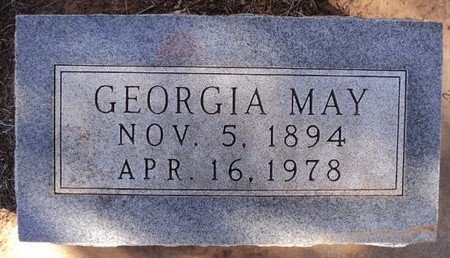 GEORGIA MAY
NOV. 5, 1894
APR. 16, 1978